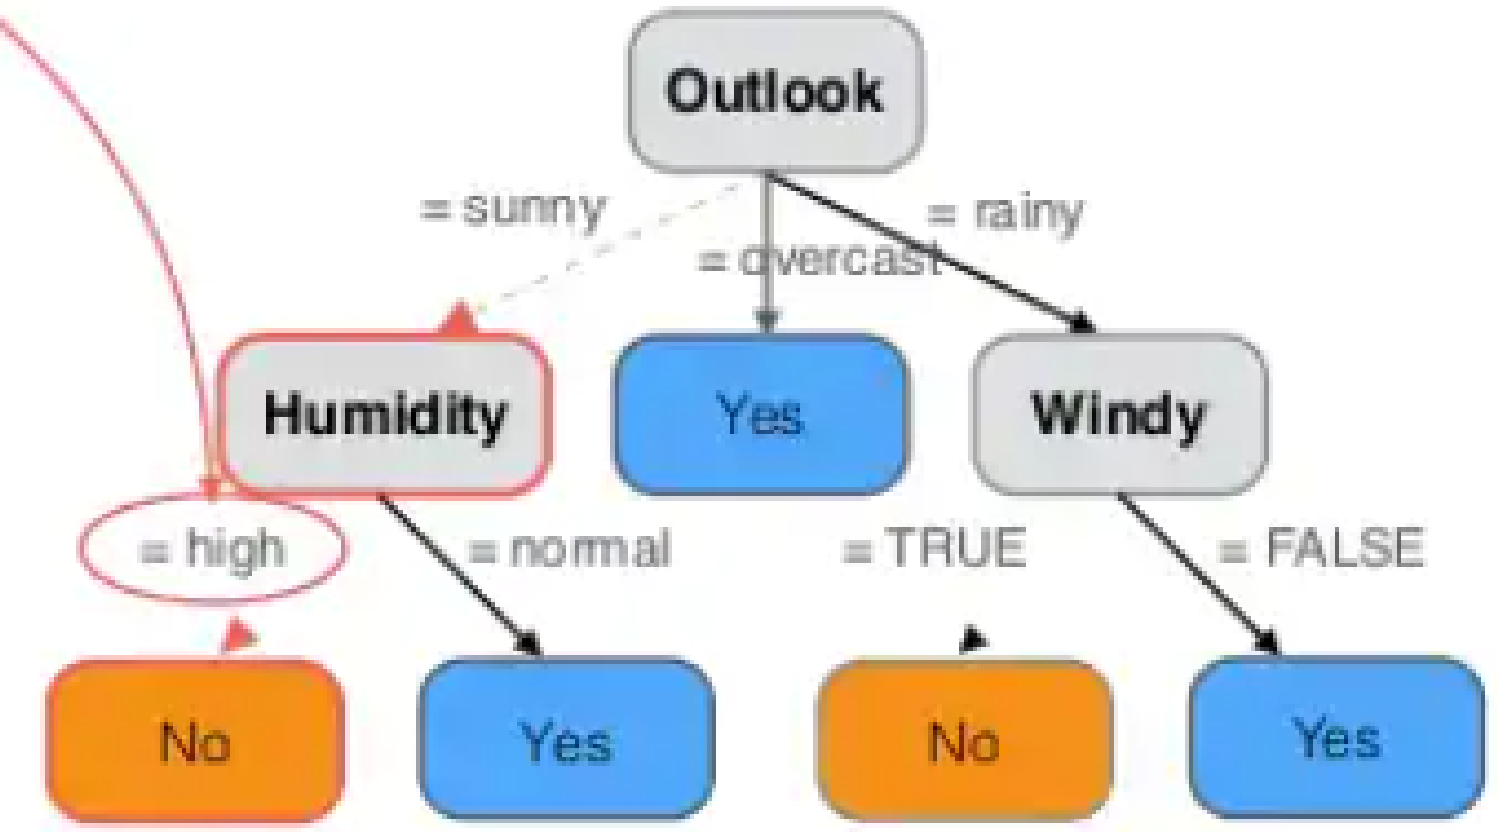 Outlook
= sunny
= rainy
= overcast
Humidity
Yes
Windy
= high
= normal
= TRUE
= FALSE
No
Yes
No
Yes